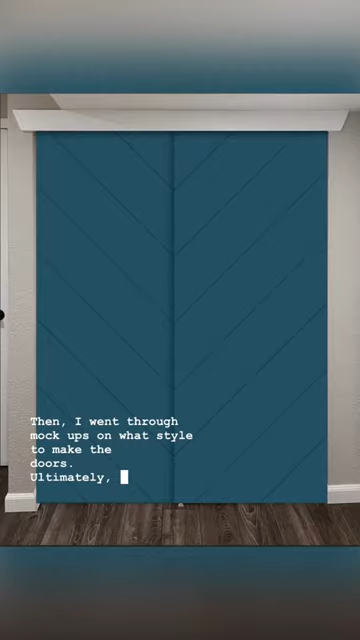 Then, I went through
mock ups on what style
to make the
doors.
Ultimately,